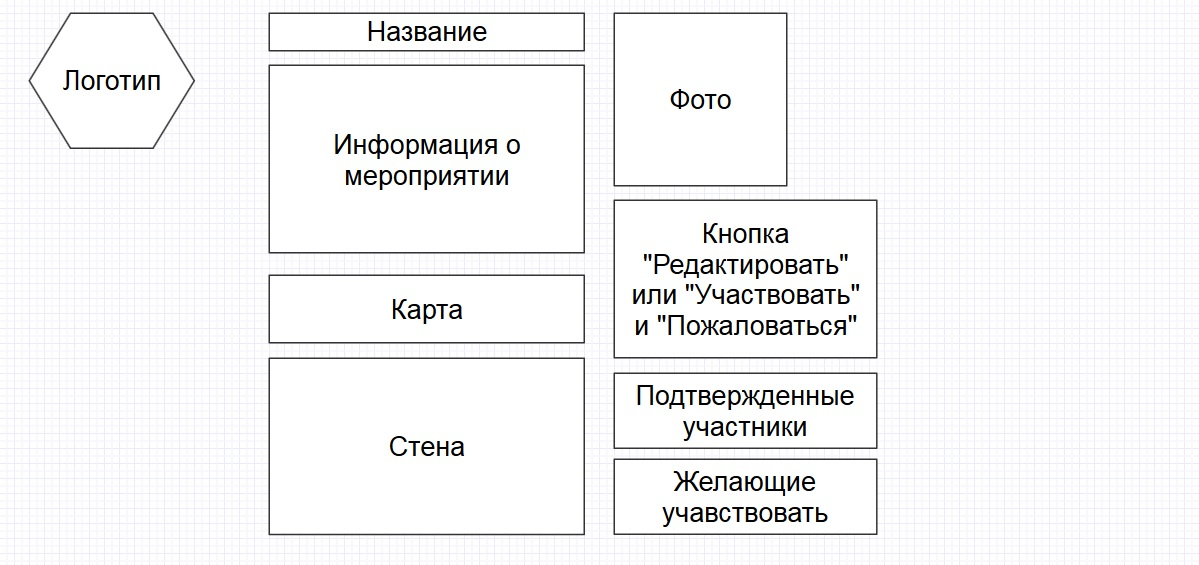 Логотип
Название
Информация о
мероприятии
Карта
Стена
Фото
Кнопка
"Редактировать"
или "Участвовать"
и "Пожаловаться"
Подтвержденные
участники
Желающие
учавствовать